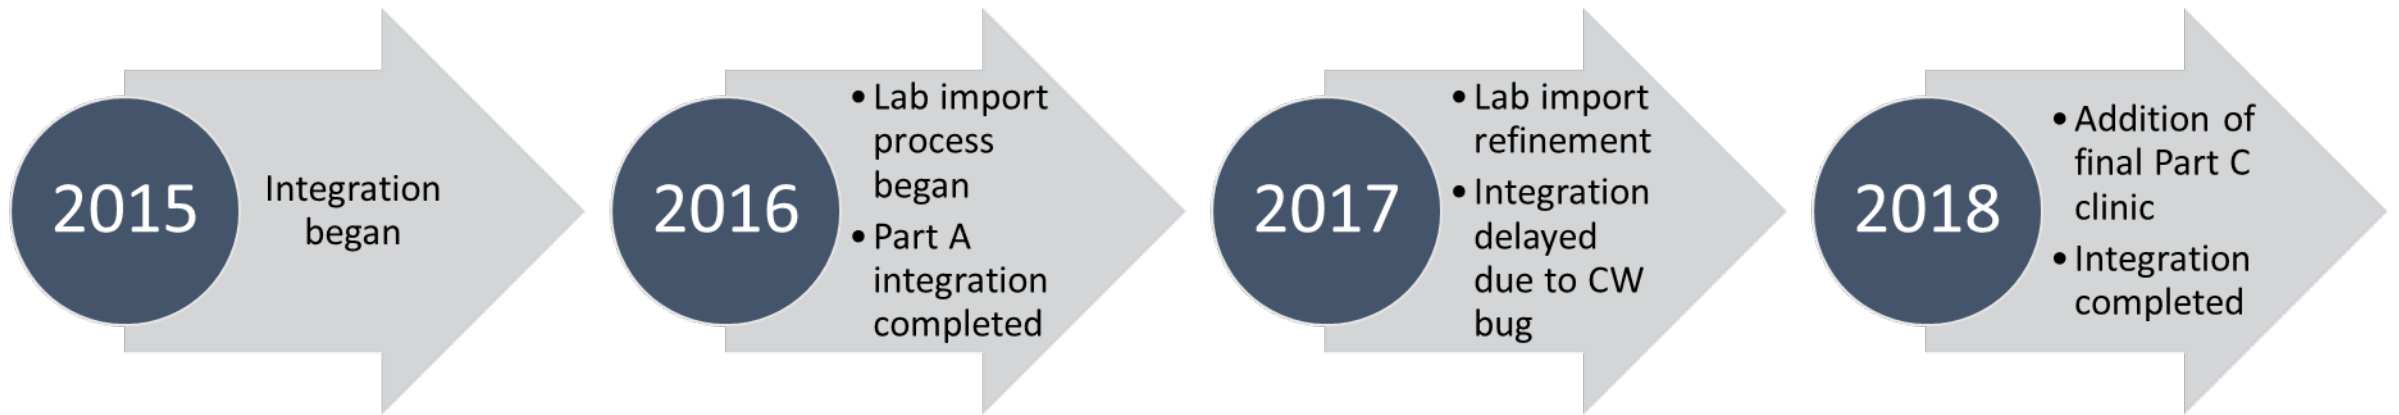 2015
Integration
began
2016
• Lab import
process
began
• Part A
integration
completed
2017
• Lab import
refinement
• Integration
delayed
due to CW
bug
2018
• Addition of
final Part C
clinic
• Integration
completed